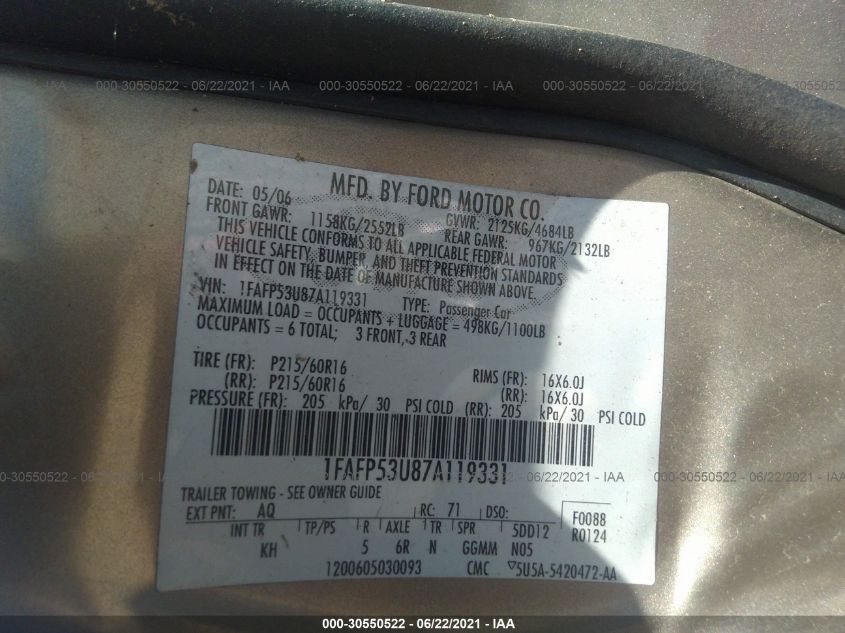 000-30550522 - 06/22/2021 - IAA 000-30550522 - 06/22/2021 - IAA 000-30550522 - 06/22/2021 - IAA
DATE: 05/06 MFD. BY FORD MOTOR CO.
FRONT GAWR: 1158KG/2552LB GVWR: 2125KG/4684LB
REAR GAWR: 967KG/2132LB
THIS VEHICLE CONFORMS TO ALL APPLICABLE FEDERAL MOTOR
VEHICLE SAFETY, BUMPER, AND THEFT PREVENTION STANDARDS
IN EFFECT ON THE DATE OF MANUFACTURE SHOWN ABOVE.
VIN: 1FAFP53U87A119331 TYPE: Passenger Car
MAXIMUM LOAD = OCCUPANTS + LUGGAGE = 498KG/1100LB
OCCUPANTS = 6 TOTAL; 3 FRONT, 3 REAR
TIRE (FR): P215/60R16 RIMS (FR): 16X6.0J
(RR): P215/60R16 (RR): 16X6.0J
PRESSURE (FR): 205 kPa/ 30 PSI COLD (RR): 205 kPa/ 30 PSI COLD
1FAFP53U87A119331
TRAILER TOWING - SEE OWNER GUIDE
EXT PNT: AQ RC: 71 DSO: F0088
INT TR TP/PS R AXLE TR SPR 5DD12 R0124
KH 5 6R N GGMM N05
1200605030093 CMC ▽5U5A-5420472-AA
000-30550522 - 06/22/2021 - IAA 000-30550522 - 06/22/2021 - IAA 000-30550522 - 06/22/2021 - IAA